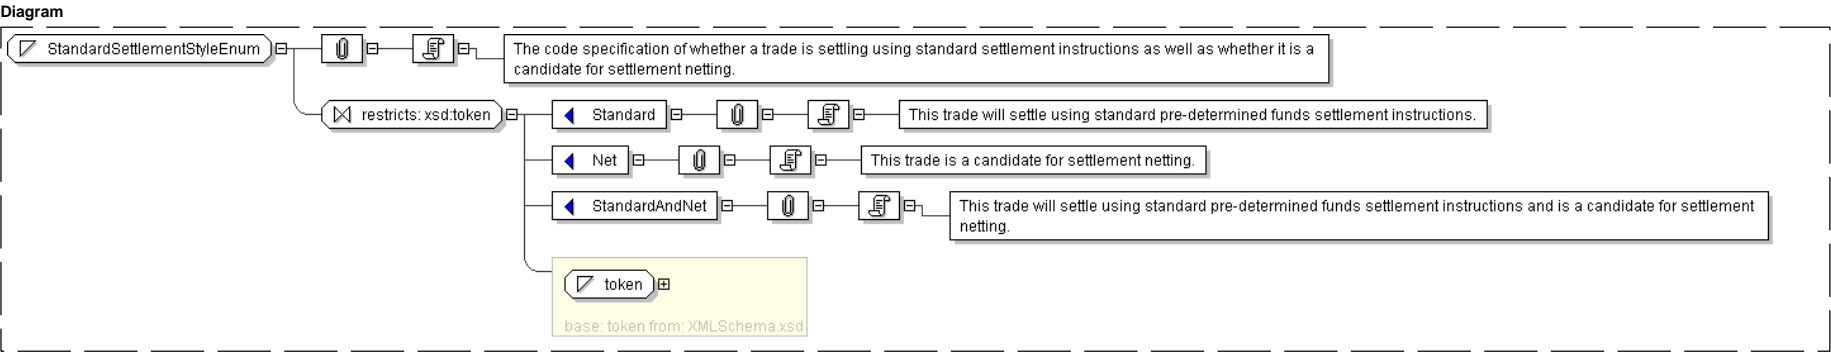 Diagram
StandardSettlementStyleEnum
The code specification of whether a trade is settling using standard settlement instructions as well as whether it is a
candidate for settlement netting.
restricts: xsd:token
Standard
This trade will settle using standard pre-determined funds settlement instructions.
Net
This trade is a candidate for settlement netting.
StandardAndNet
This trade will settle using standard pre-determined funds settlement instructions and is a candidate for settlement
netting.
token
base: token from: XMLSchema.xsd